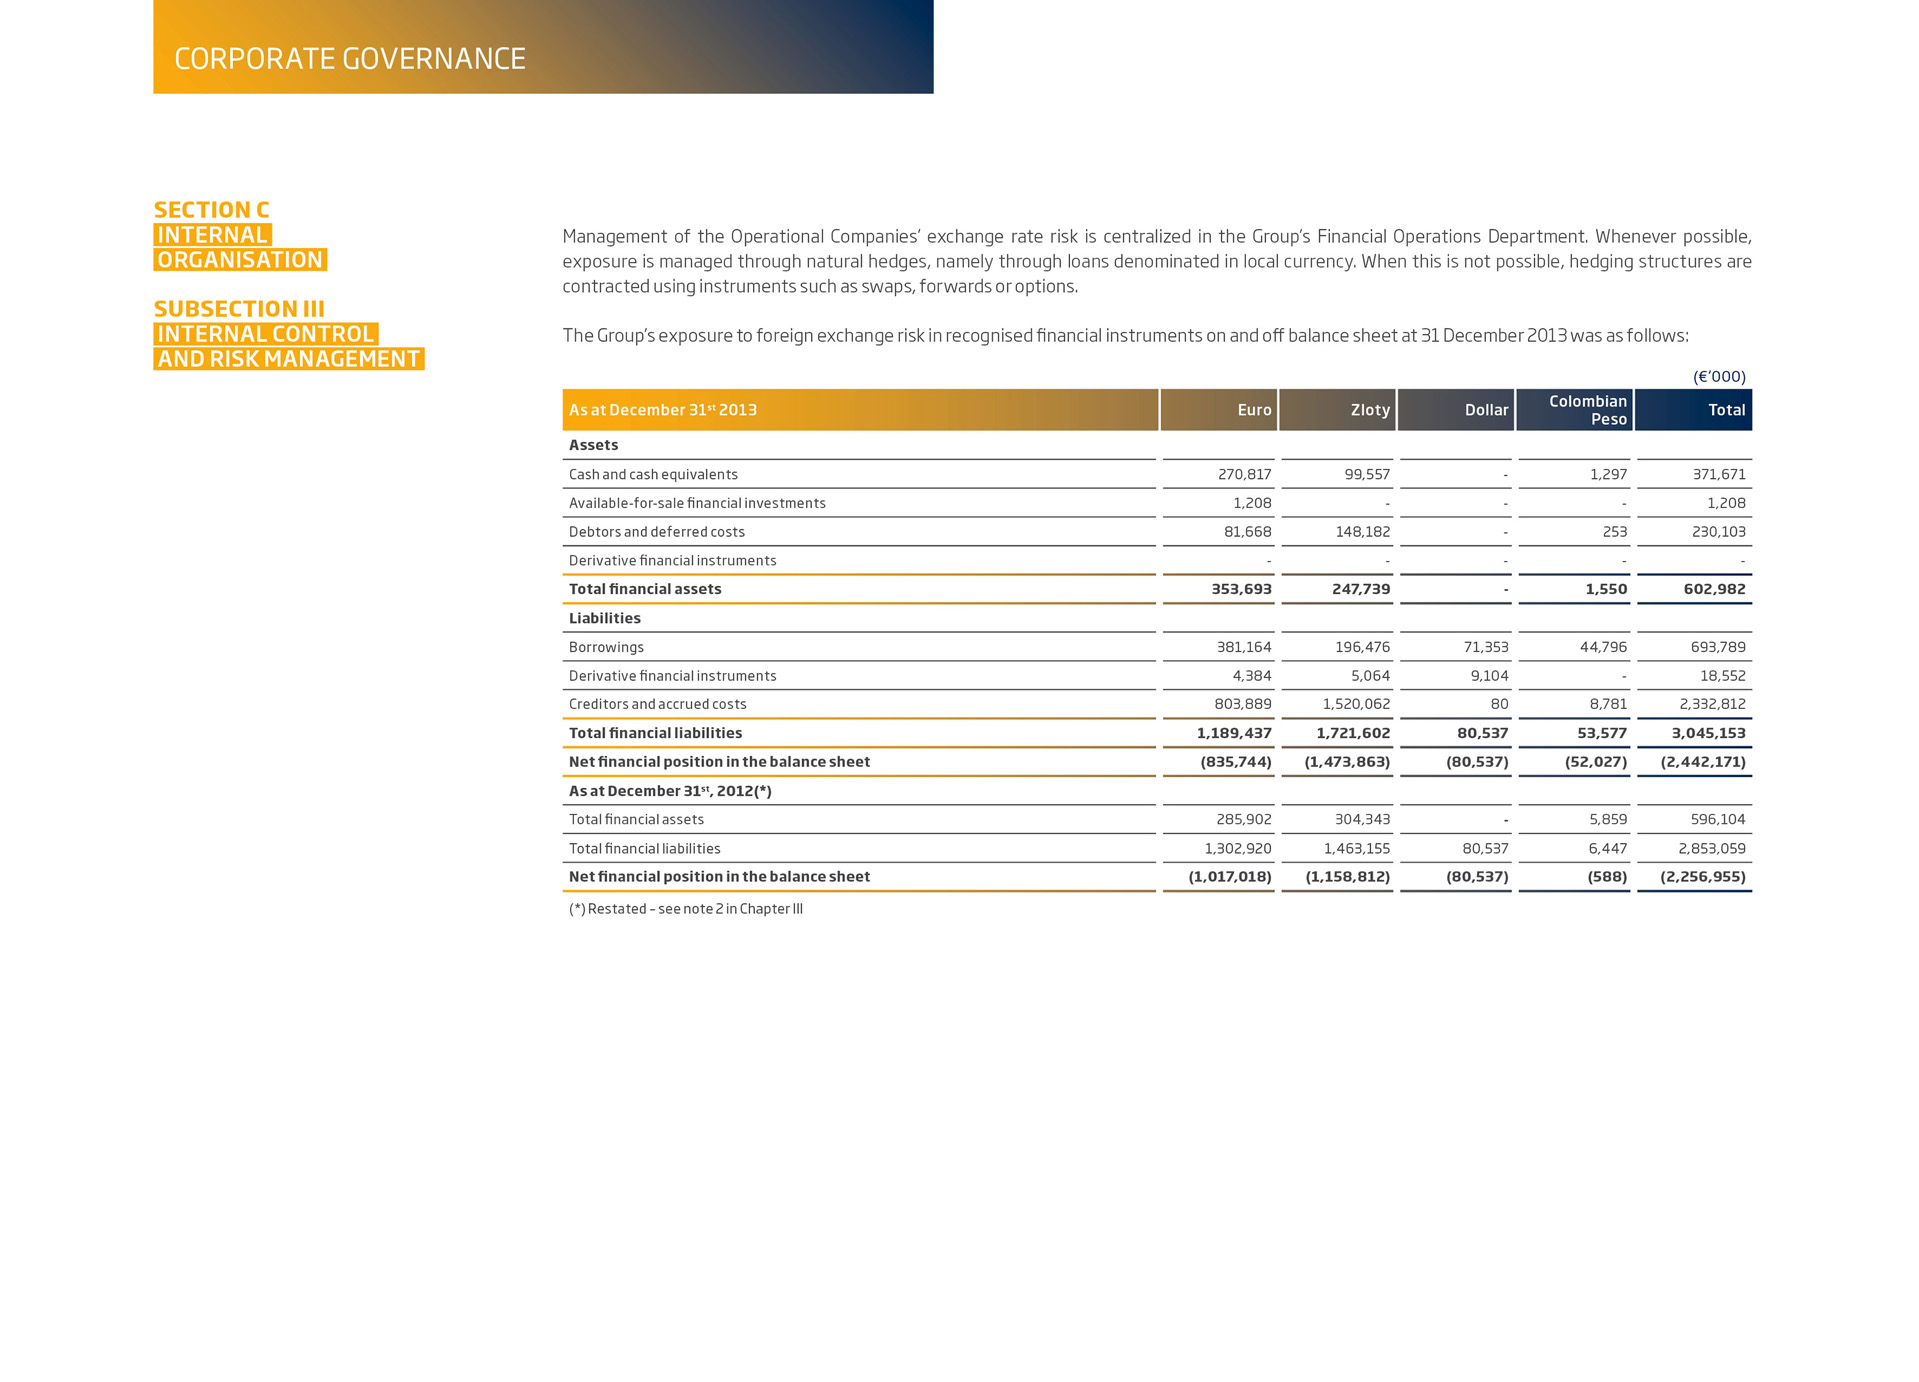 CORPORATE GOVERNANCE
SECTION C
INTERNAL
ORGANISATION
SUBSECTION III
INTERNAL CONTROL
AND RISK MANAGEMENT
Management of the Operational Companies’ exchange rate risk is centralized in the Group’s Financial Operations Department. Whenever possible,
exposure is managed through natural hedges, namely through loans denominated in local currency. When this is not possible, hedging structures are
contracted using instruments such as swaps, forwards or options.
The Group’s exposure to foreign exchange risk in recognised financial instruments on and off balance sheet at 31 December 2013 was as follows:
(€’000)
As at December 31st 2013 Euro Zloty Dollar Colombian Peso Total
Assets
Cash and cash equivalents 270,817 99,557 - 1,297 371,671
Available-for-sale financial investments 1,208 - - - 1,208
Debtors and deferred costs 81,668 148,182 - 253 230,103
Derivative financial instruments - - - - -
Total financial assets 353,693 247,739 - 1,550 602,982
Liabilities
Borrowings 381,164 196,476 71,353 44,796 693,789
Derivative financial instruments 4,384 5,064 9,104 - 18,552
Creditors and accrued costs 803,889 1,520,062 80 8,781 2,332,812
Total financial liabilities 1,189,437 1,721,602 80,537 53,577 3,045,153
Net financial position in the balance sheet (835,744) (1,473,863) (80,537) (52,027) (2,442,171)
As at December 31st, 2012(*)
Total financial assets 285,902 304,343 - 5,859 596,104
Total financial liabilities 1,302,920 1,463,155 80,537 6,447 2,853,059
Net financial position in the balance sheet (1,017,018) (1,158,812) (80,537) (588) (2,256,955)
(*) Restated – see note 2 in Chapter III